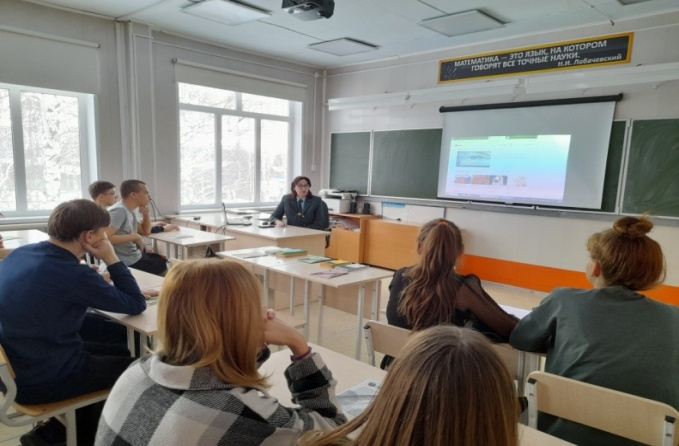 МАТЕМАТИКА — ЭТО ЯЗЫК, НА КОТОРОМ
ГОВОРЯТ ВСЕ ТОЧНЫЕ НАУКИ.
Н.И. Лобачевский